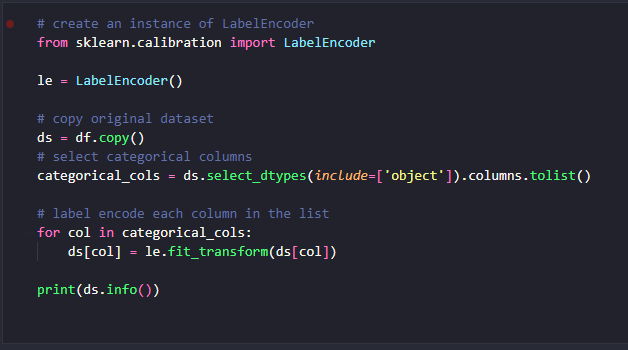 # create an instance of LabelEncoder
from sklearn.calibration import LabelEncoder
le = LabelEncoder()
# copy original dataset
ds = df.copy()
# select categorical columns
categorical_cols = ds.select_dtypes(include=['object']).columns.tolist()
# label encode each column in the list
for col in categorical_cols:
    ds[col] = le.fit_transform(ds[col])
print(ds.info())